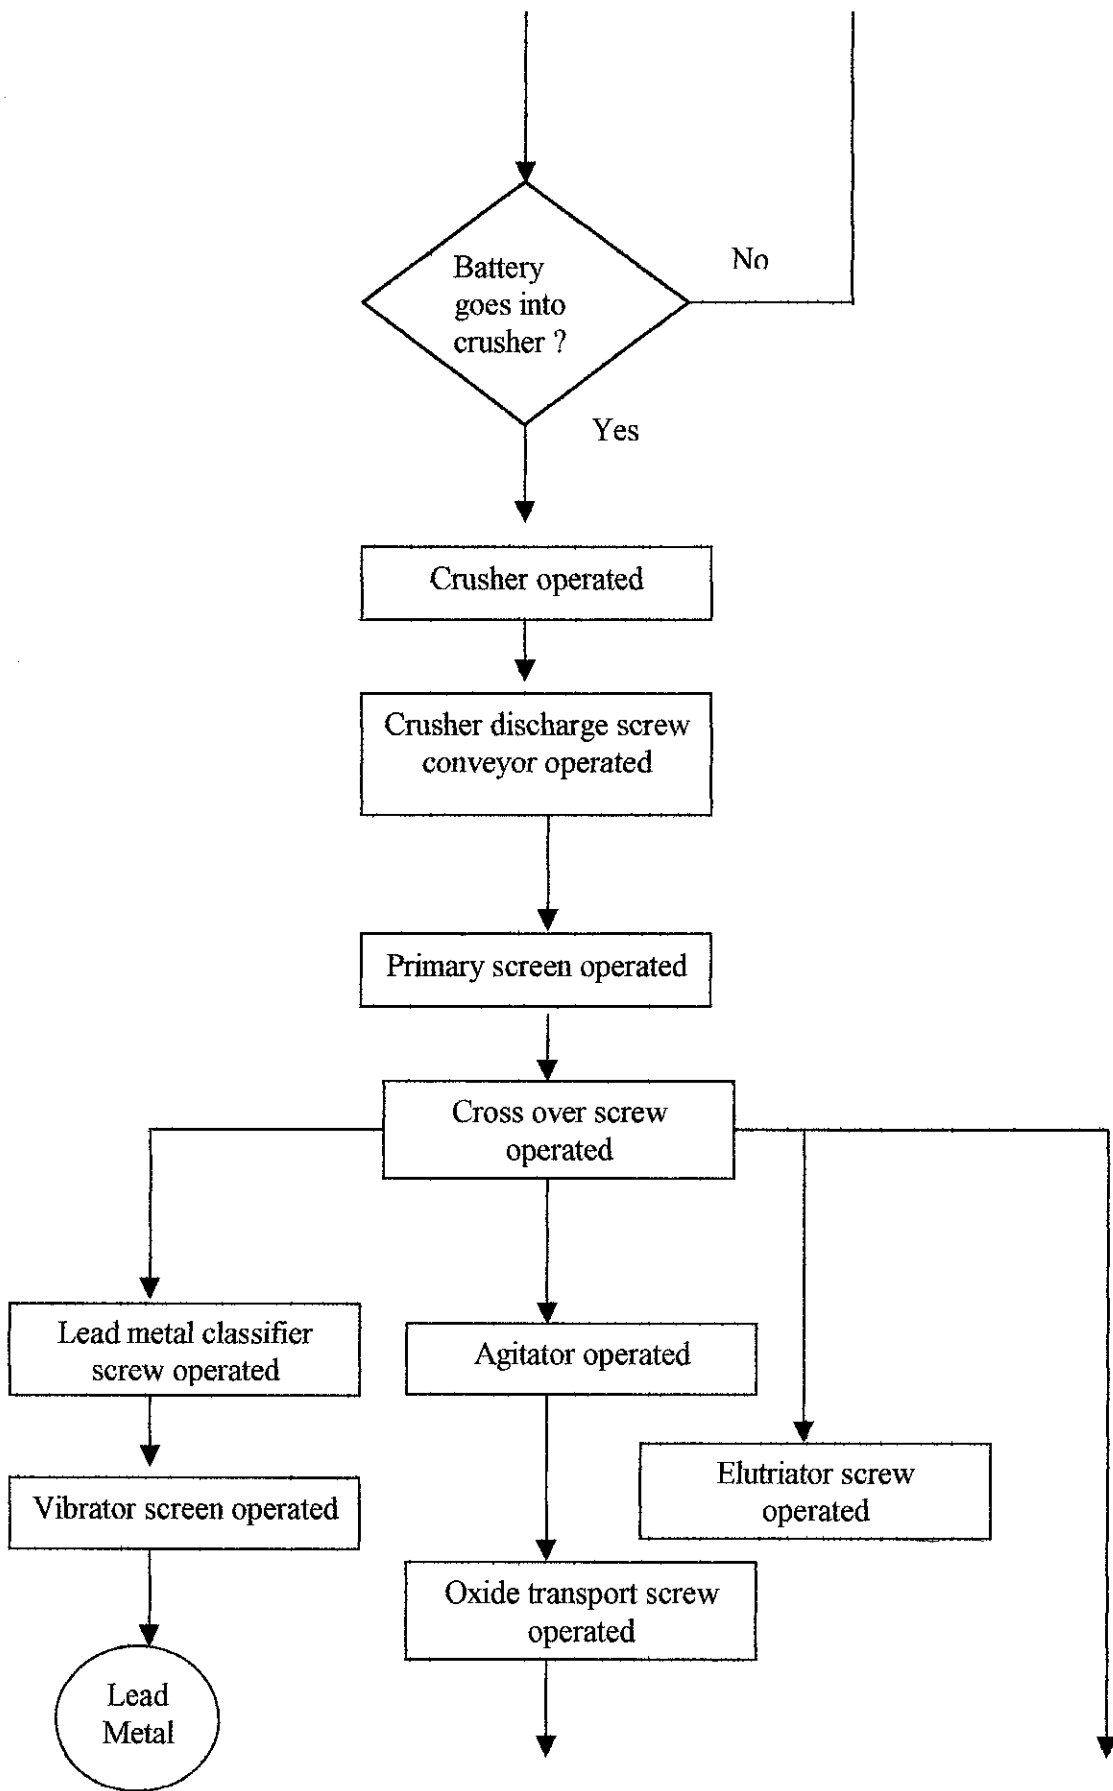 Battery
goes into
crusher ?
No
Yes
Crusher operated
Crusher discharge screw
conveyor operated
Primary screen operated
Cross over screw
operated
Lead metal classifier
screw operated
Agitator operated
Elutriator screw
operated
Vibrator screen operated
Oxide transport screw
operated
Lead
Metal